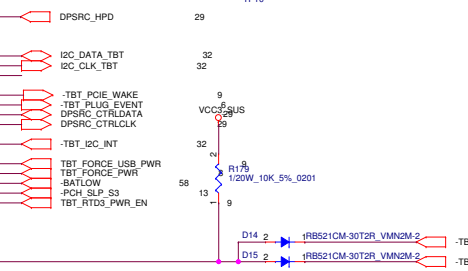 DPSRC_HPD 29
I2C_DATA_TBT 32
I2C_CLK_TBT 32
-TBT_PCIE_WAKE 9
-TBT_PLUG_EVENT 6
DPSRC_CTRLDATA 29
DPSRC_CTRLCLK 29
VCC3_SUS
-TBT_I2C_INT 32
TBT_FORCE_USB_PWR 9
TBT_FORCE_PWR 8
-BATLOW 58
-PCH_SLP_S3 13
TBT_RTD3_PWR_EN 9
2
R179
1/20W_10K_5%_0201
1
D14 2 1 RB521CM-30T2R_VMN2M-2 -TB
D15 2 1 RB521CM-30T2R_VMN2M-2 -TB